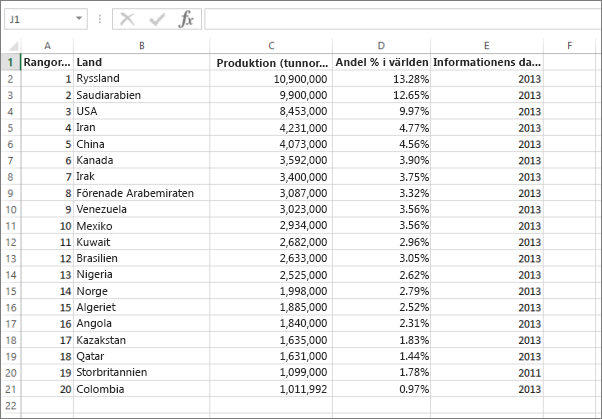 J1 fx
A B C D E F
1 Rangor... Land Produktion (tunnor... Andel % i världen Informationens da...
2 1 Ryssland 10,900,000 13.28% 2013
3 2 Saudiarabien 9,900,000 12.65% 2013
4 3 USA 8,453,000 9.97% 2013
5 4 Iran 4,231,000 4.77% 2013
6 5 China 4,073,000 4.56% 2013
7 6 Kanada 3,592,000 3.90% 2013
8 7 Irak 3,400,000 3.75% 2013
9 8 Förenade Arabemiraten 3,087,000 3.32% 2013
10 9 Venezuela 3,023,000 3.56% 2013
11 10 Mexiko 2,934,000 3.56% 2013
12 11 Kuwait 2,682,000 2.96% 2013
13 12 Brasilien 2,633,000 3.05% 2013
14 13 Nigeria 2,525,000 2.62% 2013
15 14 Norge 1,998,000 2.79% 2013
16 15 Algeriet 1,885,000 2.52% 2013
17 16 Angola 1,840,000 2.31% 2013
18 17 Kazakstan 1,635,000 1.83% 2013
19 18 Qatar 1,631,000 1.44% 2013
20 19 Storbritannien 1,099,000 1.78% 2011
21 20 Colombia 1,011,992 0.97% 2013
22